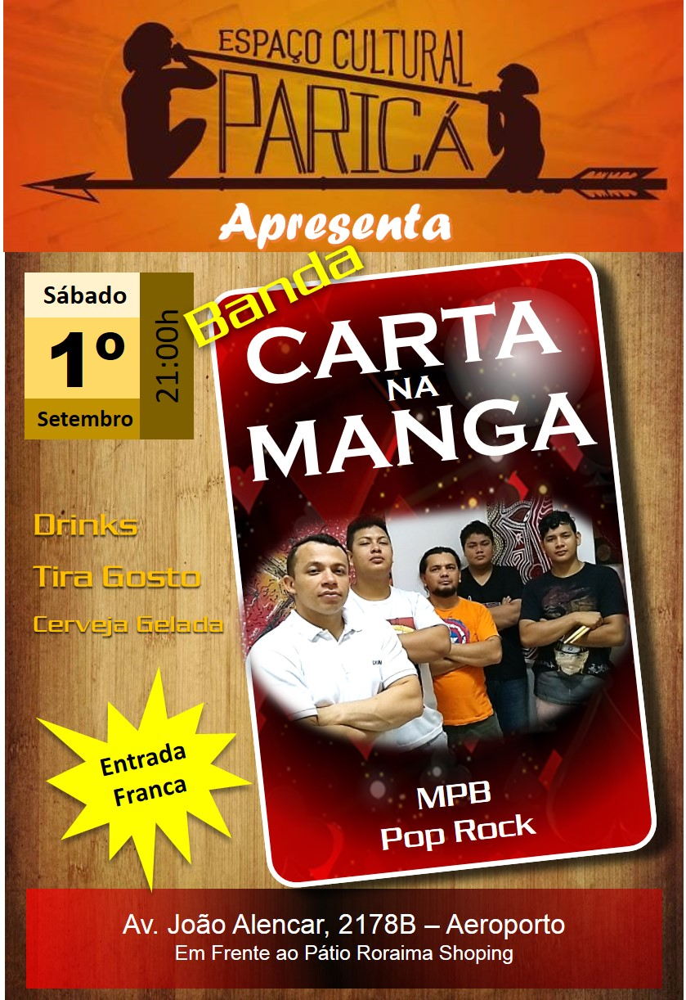 ESPAÇO CULTURAL
PARICÁ
Apresenta
Sábado
1º
Setembro
21:00h
Banda
CARTA
NA
MANGA
Drinks
Tira Gosto
Cerveja Gelada
Entrada
Franca
MPB
Pop Rock
Av. João Alencar, 2178B – Aeroporto
Em Frente ao Pátio Roraima Shoping